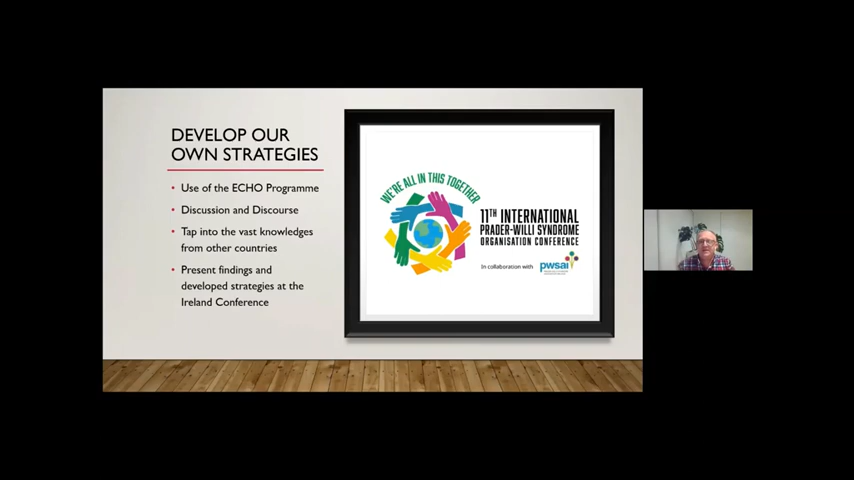 DEVELOP OUR
OWN STRATEGIES
• Use of the ECHO Programme
• Discussion and Discourse
• Tap into the vast knowledges
from other countries
• Present findings and
developed strategies at the
Ireland Conference
WE'RE ALL IN THIS TOGETHER
11TH INTERNATIONAL
PRADER-WILLI SYNDROME
ORGANISATION CONFERENCE
In collaboration with pwsai